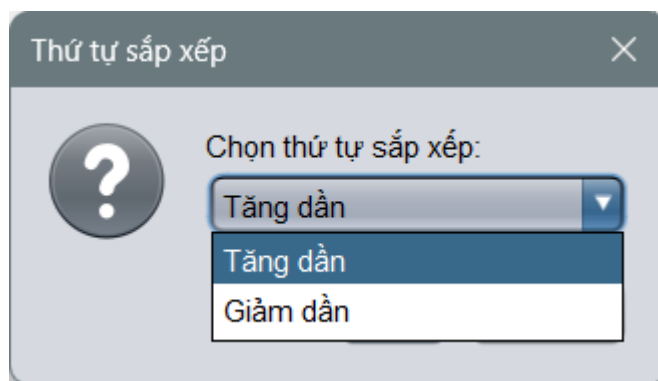 Thứ tự sắp xếp
Chọn thứ tự sắp xếp:
Tăng dần
Tăng dần
Giảm dần